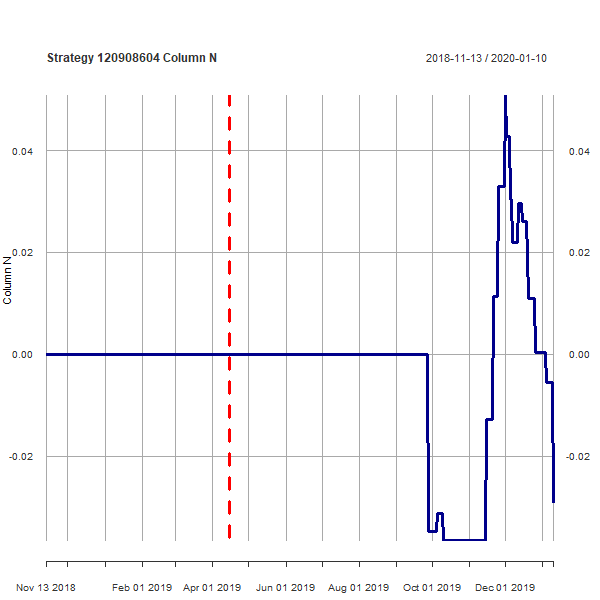 Strategy 120908604 Column N
2018-11-13 / 2020-01-10
0.04
0.04
0.02
0.02
Column N
0.00
0.00
-0.02
-0.02
Nov 13 2018
Feb 01 2019
Apr 01 2019
Jun 01 2019
Aug 01 2019
Oct 01 2019
Dec 01 2019